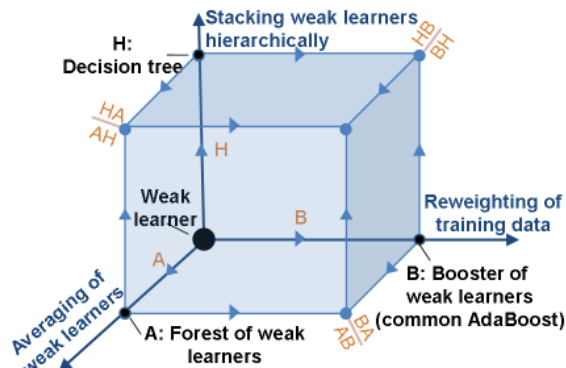 Stacking weak learners
hierarchically
H:
Decision tree
HB
BH
HA
AH
H
Weak
learner
B
Reweighting of
training data
A
Averaging of
weak learners
B: Booster of
weak learners
(common AdaBoost)
A: Forest of weak
learners
BA
AB